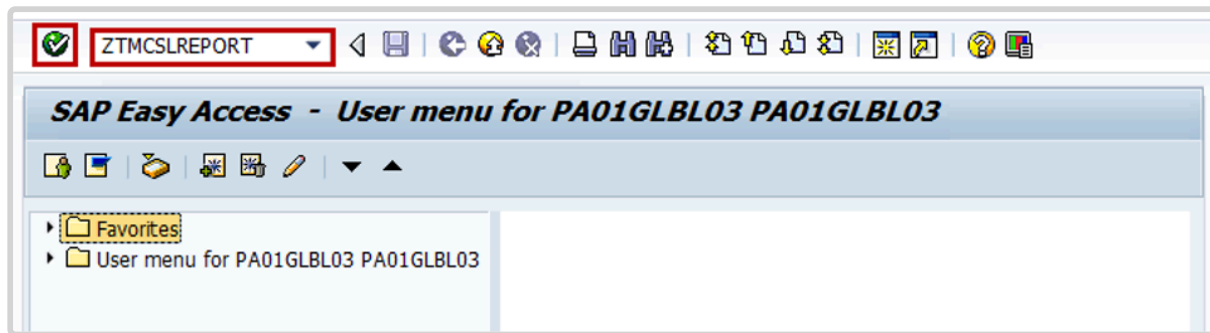 ZTMCSLREPORT
SAP Easy Access - User menu for PA01GLBL03 PA01GLBL03
Favorites
User menu for PA01GLBL03 PA01GLBL03